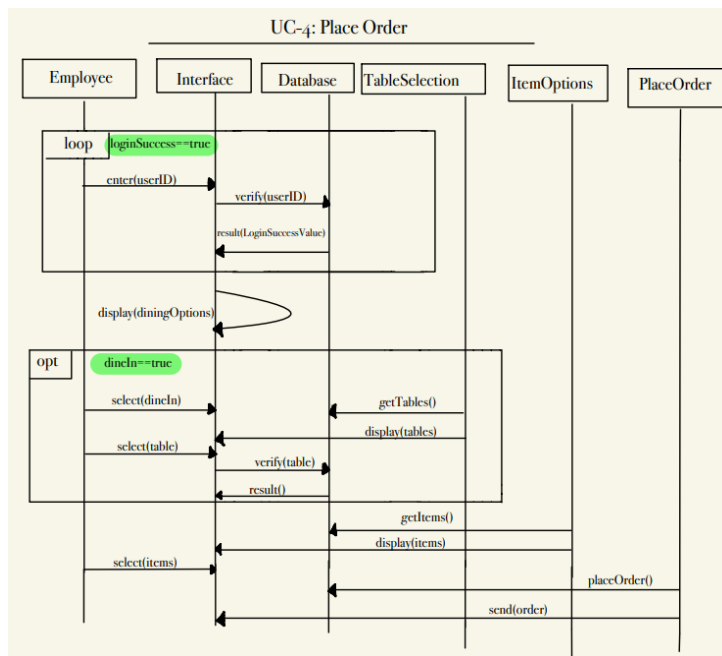 UC-4: Place Order
Employee
Interface
Database
TableSelection
ItemOptions
PlaceOrder
loop
loginSuccess==true
enter(userID)
verify(userID)
result(LoginSuccessValue)
display(diningOptions)
opt
dineIn==true
select(dineIn)
getTables()
display(tables)
select(table)
verify(table)
result()
getItems()
display(items)
select(items)
placeOrder()
send(order)